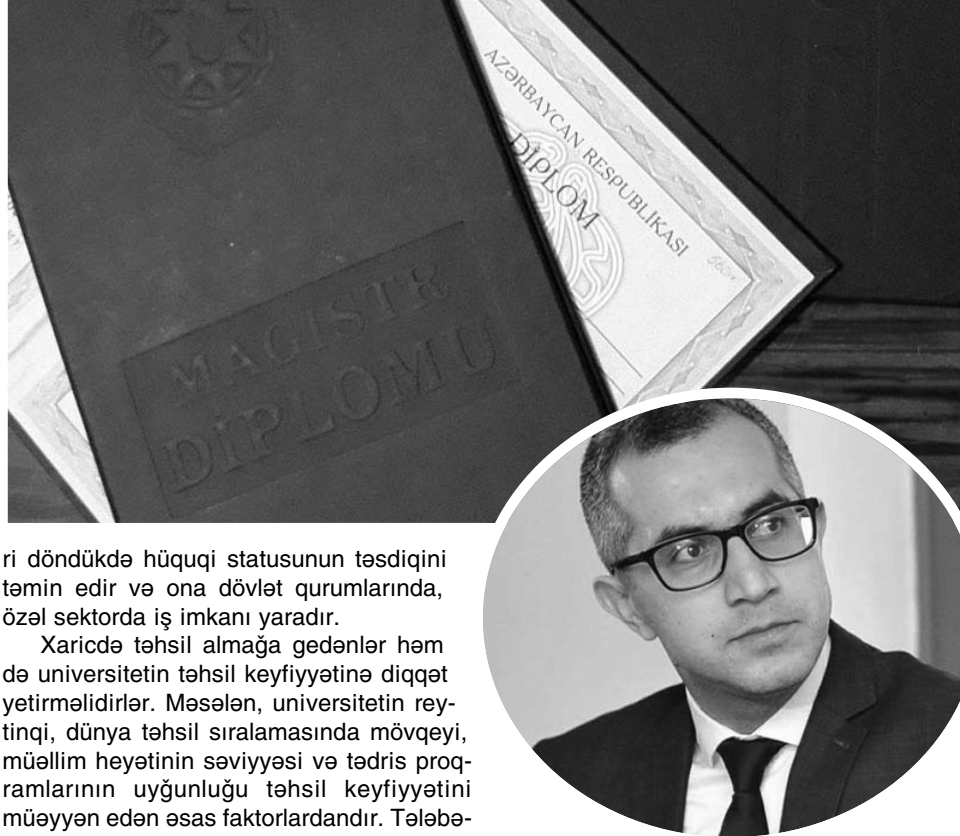 AZƏRBAYCAN RESPUBLİKASI
DİPLOM
MAGİSTR
DİPLOMU
ri döndükdə hüquqi statusunun təsdiqini
təmin edir və ona dövlət qurumlarında,
özəl sektorda iş imkanı yaradır.
Xaricdə təhsil almağa gedənlər həm
də universitetin təhsil keyfiyyətinə diqqət
yetirməlidirlər. Məsələn, universitetin rey-
tinqi, dünya təhsil sıralamasında mövqeyi,
müəllim heyətinin səviyyəsi və tədris proq-
ramlarının uyğunluğu təhsil keyfiyyətini
müəyyən edən əsas faktorlardandır. Tələbə-